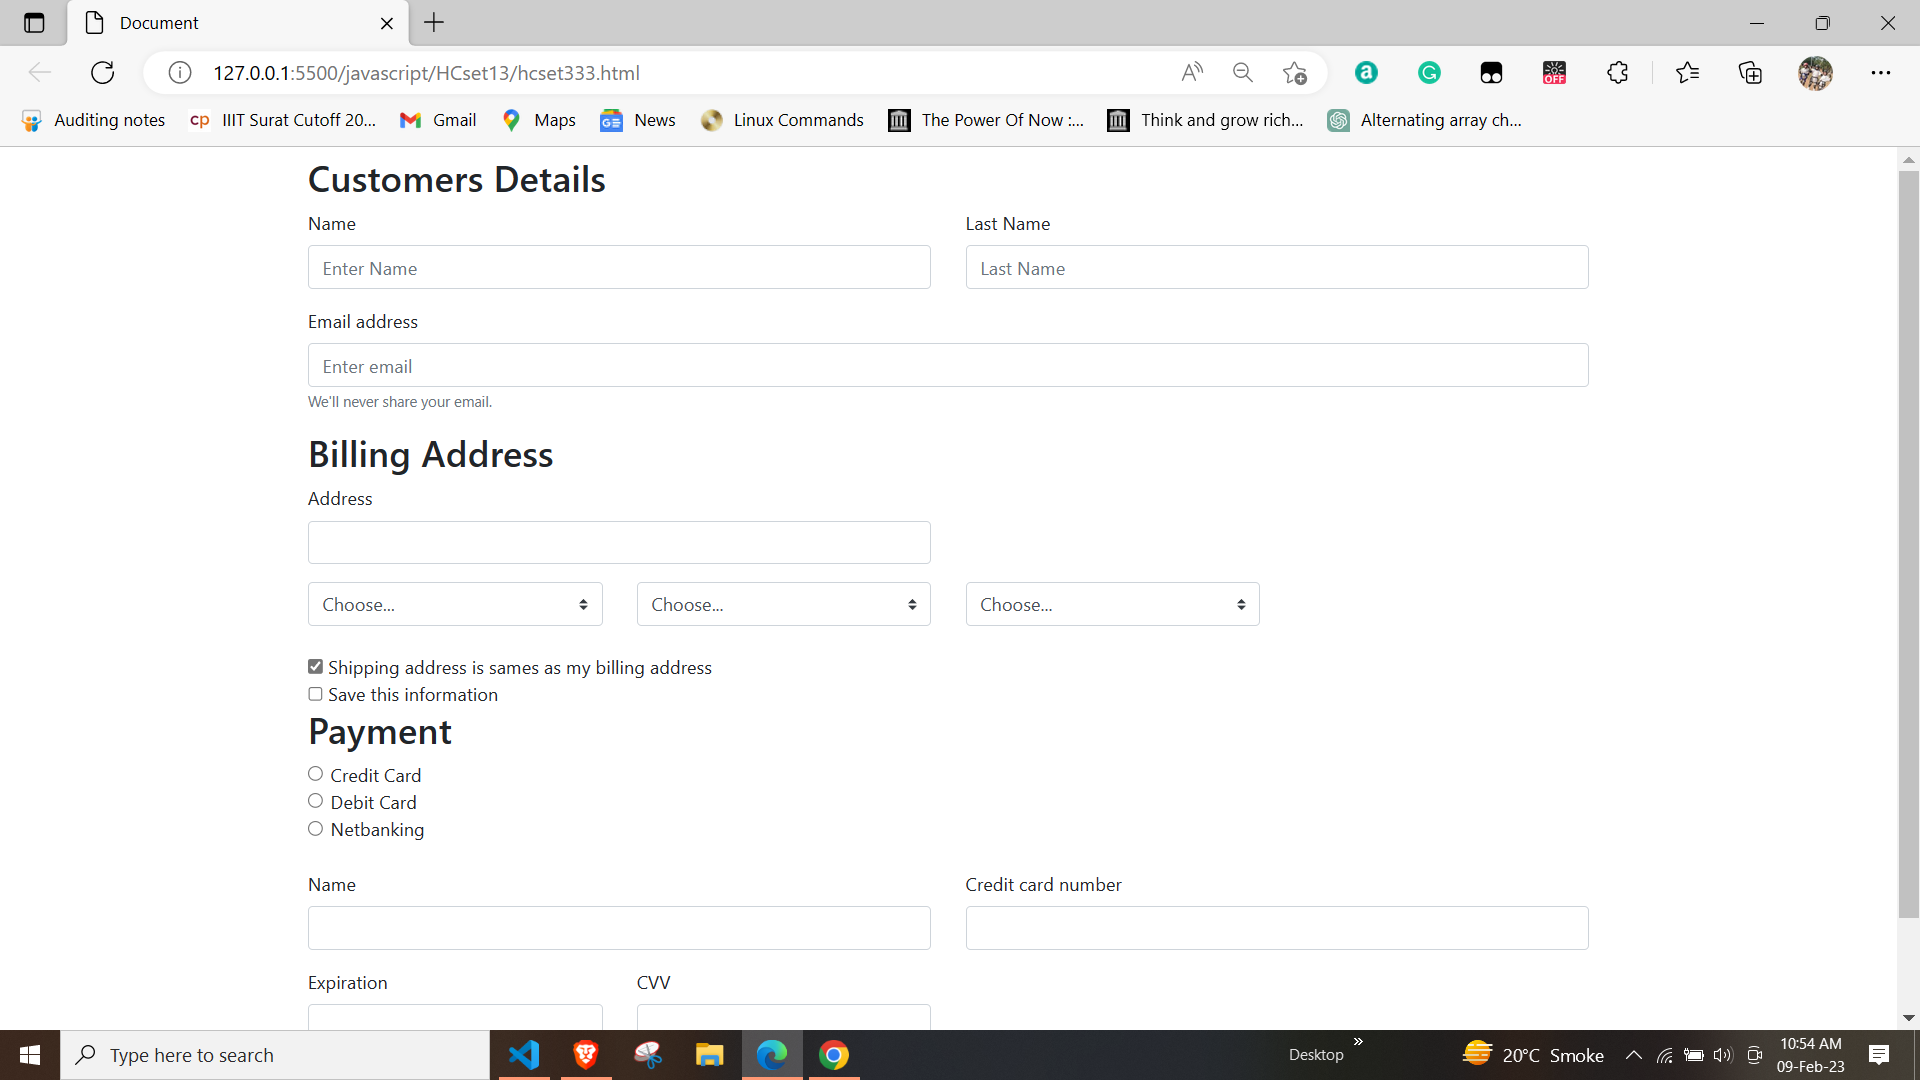 Document
127.0.0.1:5500/javascript/HCset13/hcset333.html
OFF
Auditing notes
cp IIIT Surat Cutoff 20...
Gmail
Maps
News
Linux Commands
The Power Of Now :...
Think and grow rich...
Alternating array ch...
Customers Details
Name Last Name
Enter Name Last Name
Email address
Enter email
We'll never share your email.
Billing Address
Address
Choose... Choose... Choose...
Shipping address is sames as my billing address
Save this information
Payment
Credit Card
Debit Card
Netbanking
Name Credit card number
Expiration CVV
Type here to search
Desktop
20°C Smoke
10:54 AM
09-Feb-23